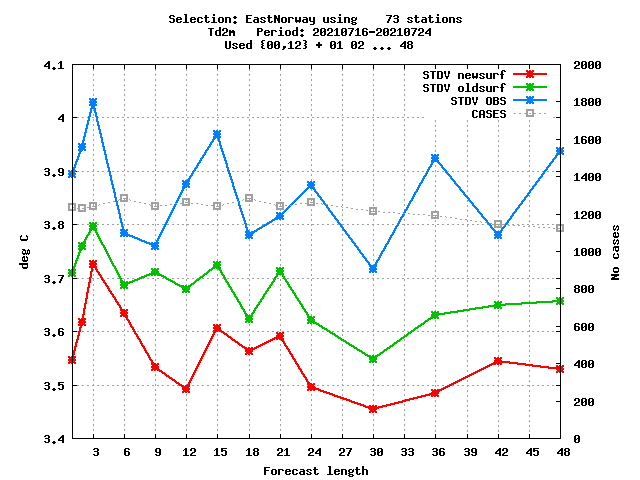 Selection: EastNorway using    73 stations
Td2m   Period: 20210716-20210724
Used {00,12} + 01 02 ... 48
STDV newsurf
STDV oldsurf
STDV OBS
CASES
4.1
4
3.9
3.8
3.7
3.6
3.5
3.4
deg C
2000
1800
1600
1400
1200
1000
800
600
400
200
0
No cases
3 6 9 12 15 18 21 24 27 30 33 36 39 42 45 48
Forecast length